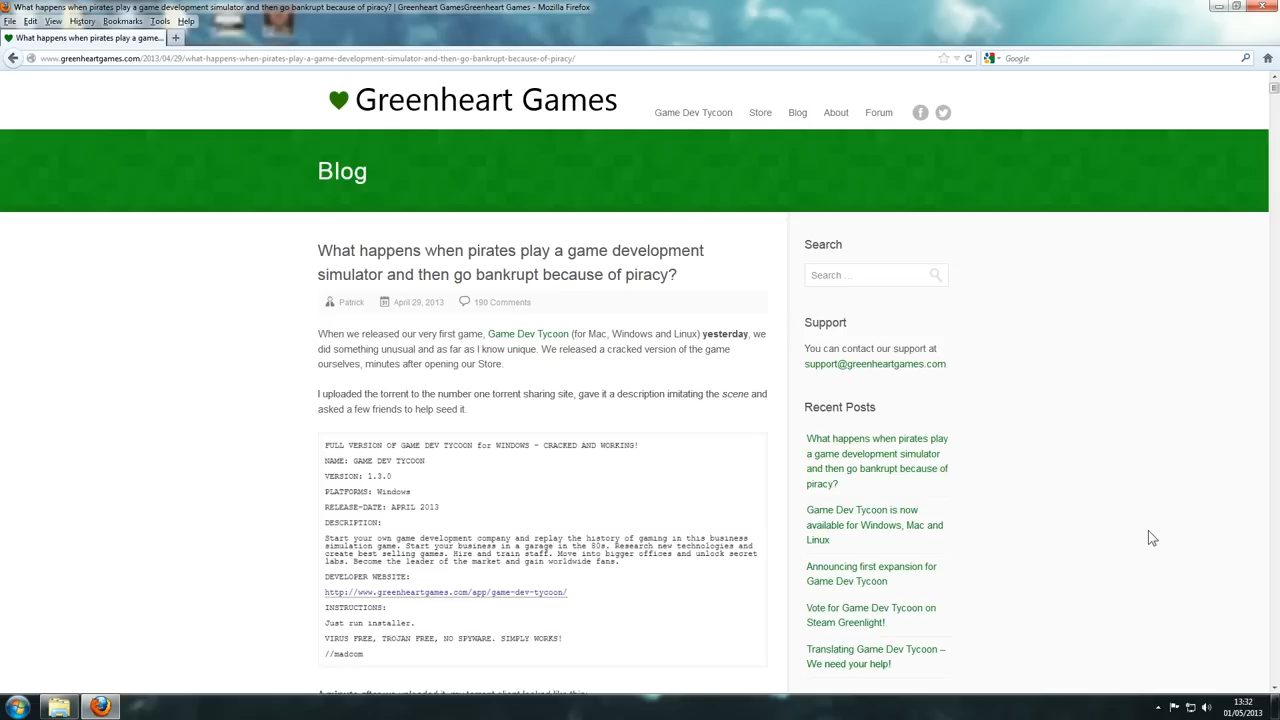 What happens when pirates play a game development simulator and then go bankrupt because of piracy? | Greenheart GamesGreenheart Games - Mozilla Firefox
File Edit View History Bookmarks Tools Help
What happens when pirates play a game...
www.greenheartgames.com/2013/04/29/what-happens-when-pirates-play-a-game-development-simulator-and-then-go-bankrupt-because-of-piracy/
Google
Greenheart Games
Game Dev Tycoon Store Blog About Forum
Blog
What happens when pirates play a game development
simulator and then go bankrupt because of piracy?
Patrick April 29, 2013 190 Comments
When we released our very first game, Game Dev Tycoon (for Mac, Windows and Linux) yesterday, we
did something unusual and as far as I know unique. We released a cracked version of the game
ourselves, minutes after opening our Store.
I uploaded the torrent to the number one torrent sharing site, gave it a description imitating the scene and
asked a few friends to help seed it.
FULL VERSION OF GAME DEV TYCOON for WINDOWS - CRACKED AND WORKING!
NAME: GAME DEV TYCOON
VERSION: 1.3.0
PLATFORMS: Windows
RELEASE-DATE: APRIL 2013
DESCRIPTION:
Start your own game development company and replay the history of gaming in this business
simulation game. Start your business in a garage in the 80s. Research new technologies and
create best selling games. Hire and train staff. Move into bigger offices and unlock secret
labs. Become the leader of the market and gain worldwide fans.
DEVELOPER WEBSITE:
http://www.greenheartgames.com/app/game-dev-tycoon/
INSTRUCTIONS:
Just run installer.
VIRUS FREE, TROJAN FREE, NO SPYWARE. SIMPLY WORKS!
//madcom
A minute after we uploaded it, my torrent client looked like this:
Search
Search ...
Support
You can contact our support at
support@greenheartgames.com
Recent Posts
What happens when pirates play
a game development simulator
and then go bankrupt because of
piracy?
Game Dev Tycoon is now
available for Windows, Mac and
Linux
Announcing first expansion for
Game Dev Tycoon
Vote for Game Dev Tycoon on
Steam Greenlight!
Translating Game Dev Tycoon –
We need your help!
13:32
01/05/2013